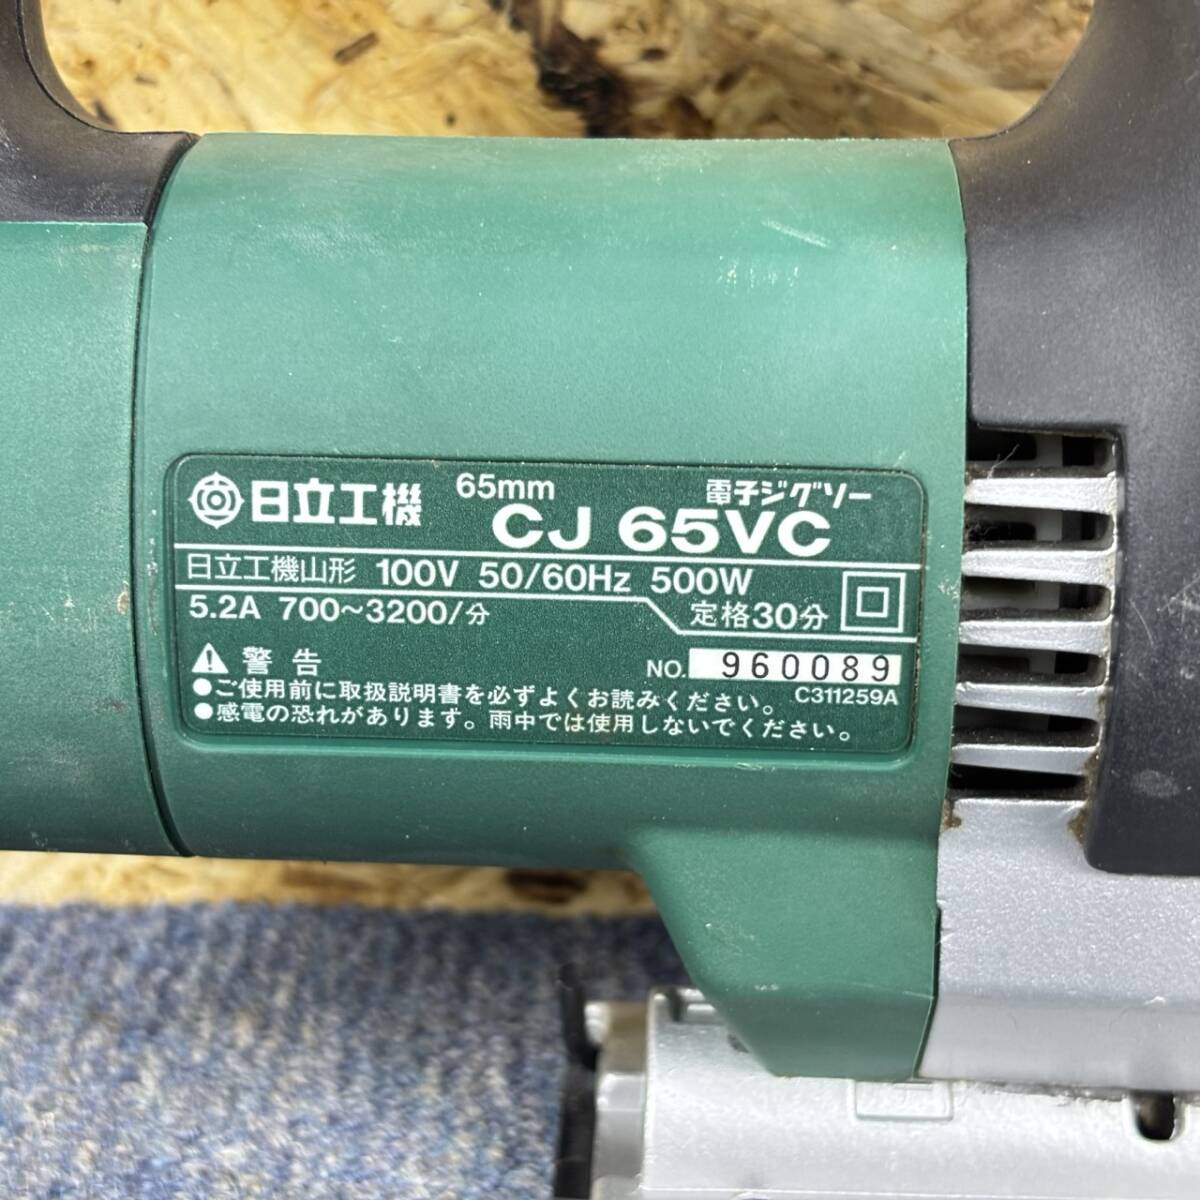 日立工機 65mm 電子ジグソー
CJ 65VC
日立工機山形 100V 50/60Hz 500W
5.2A 700~3200/分 定格30分
警告 NO. 960089
●ご使用前に取扱説明書を必ずよくお読みください。 C311259A
●感電の恐れがあります。雨中では使用しないでください。